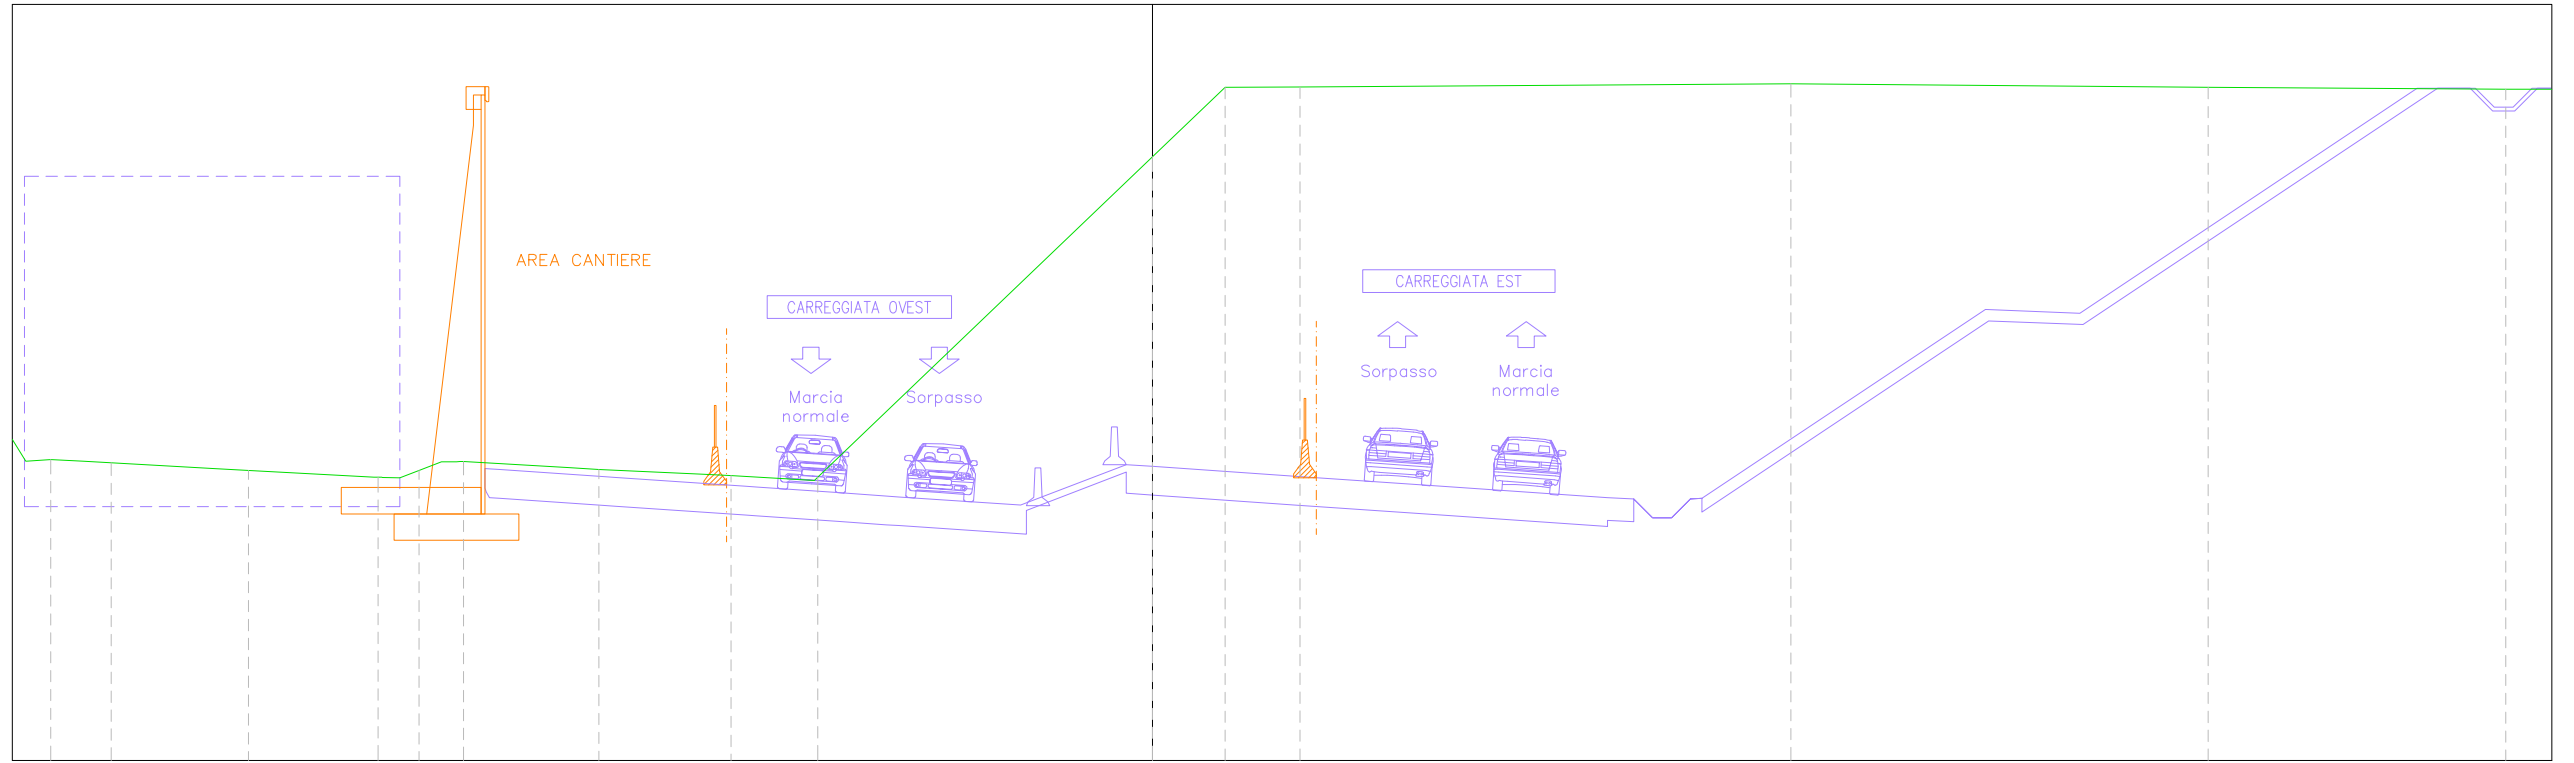 AREA CANTIERE
CARREGGIATA OVEST
Marcia
normale
Sorpasso
CARREGGIATA EST
Sorpasso
Marcia
normale